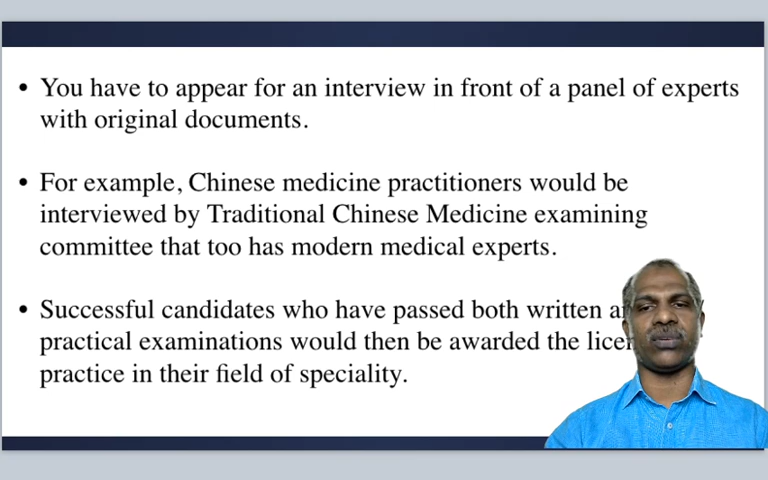 • You have to appear for an interview in front of a panel of experts
with original documents.
• For example, Chinese medicine practitioners would be
interviewed by Traditional Chinese Medicine examining
committee that too has modern medical experts.
• Successful candidates who have passed both written
practical examinations would then be awarded the
practice in their field of speciality.